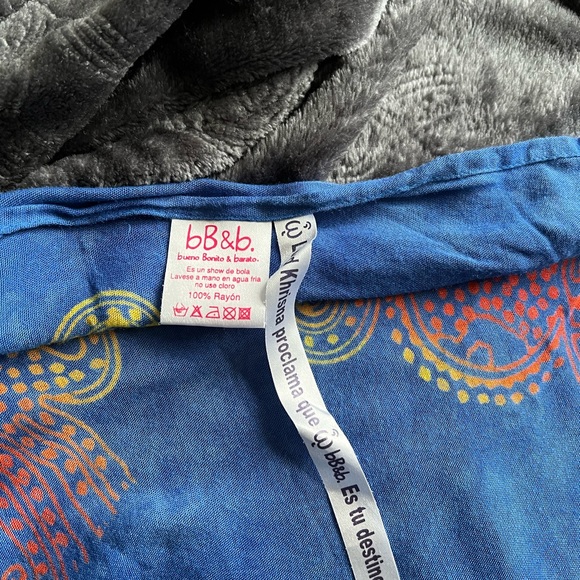 bB&b.
bueno Bonito & barato.
Es un show de bola
Lavese a mano en agua fria
no use cloro
100% Rayón
Khrisna proclama que bB&b. Es tu destino